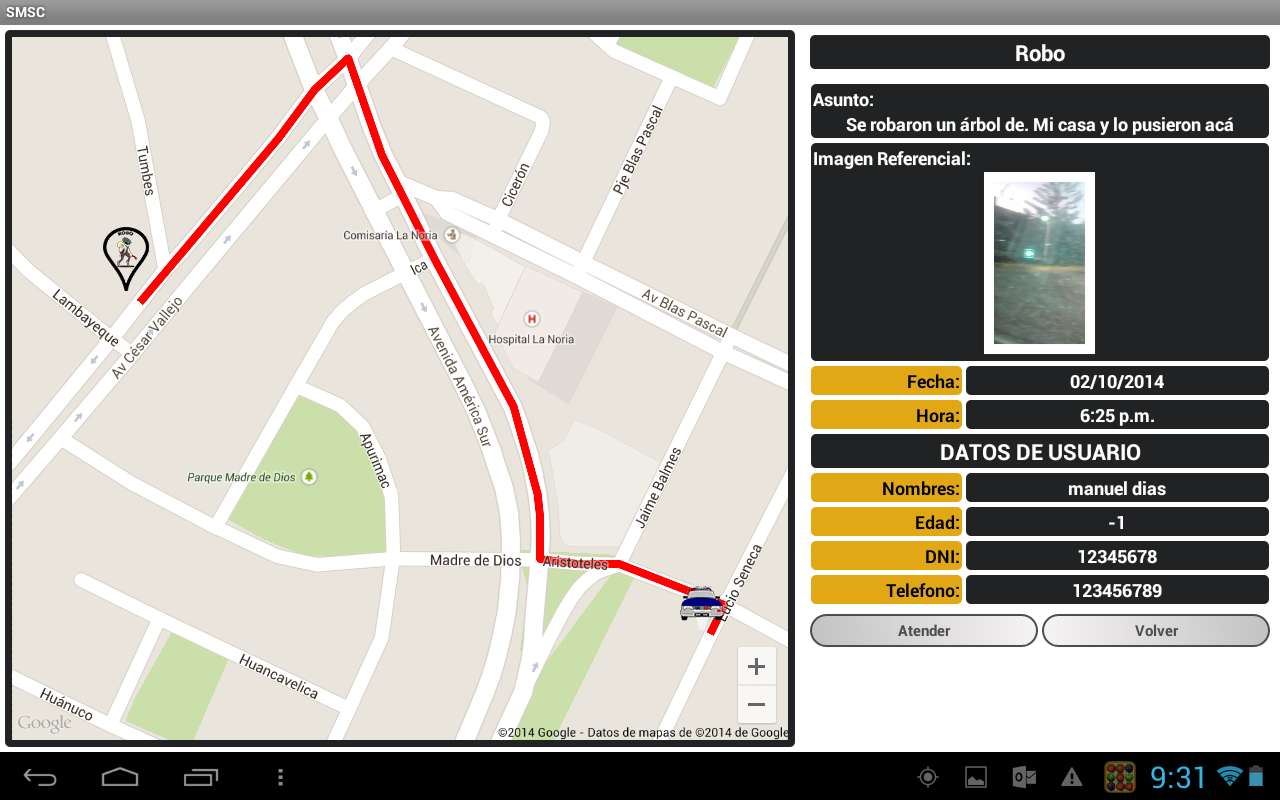 SMSC
Tumbes
Cicerón
Pje Blas Pascal
Comisaría La Noria
ROBO
Ica
Lambayeque
Av César Vallejo
Av Blas Pascal
H
Hospital La Noria
Avenida América Sur
Apurimac
Parque Madre de Dios
Jaime Balmes
Madre de Dios
Aristoteles
Lucio Seneca
Huancavelica
Huánuco
Google
+
−
©2014 Google - Datos de mapas de ©2014 de Google
Robo
Asunto:
Se robaron un árbol de. Mi casa y lo pusieron acá
Imagen Referencial:
Fecha: 02/10/2014
Hora: 6:25 p.m.
DATOS DE USUARIO
Nombres: manuel dias
Edad: -1
DNI: 12345678
Telefono: 123456789
Atender Volver
9:31